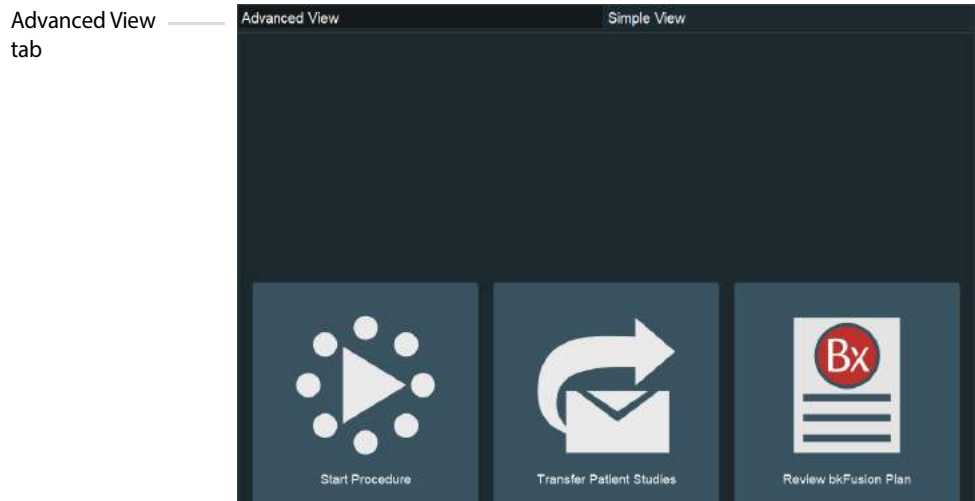 Advanced View
tab
Advanced View
Simple View
Bx
Start Procedure
Transfer Patient Studies
Review bkFusion Plan